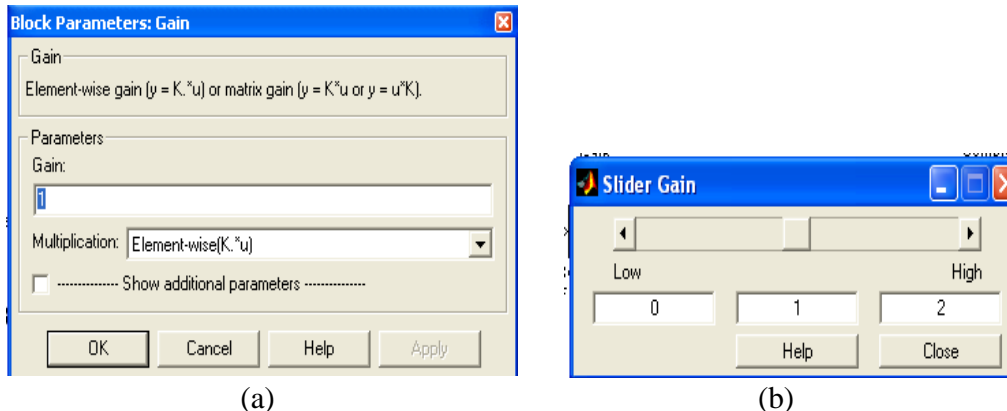 Block Parameters: Gain
Gain
Element-wise gain (y = K.*u) or matrix gain (y = K*u or y = u*K).
Parameters
Gain:
1
Multiplication: Element-wise(K.*u)
-------------- Show additional parameters --------------
OK Cancel Help Apply
(a)
Slider Gain
Low High
0 1 2
Help Close
(b)